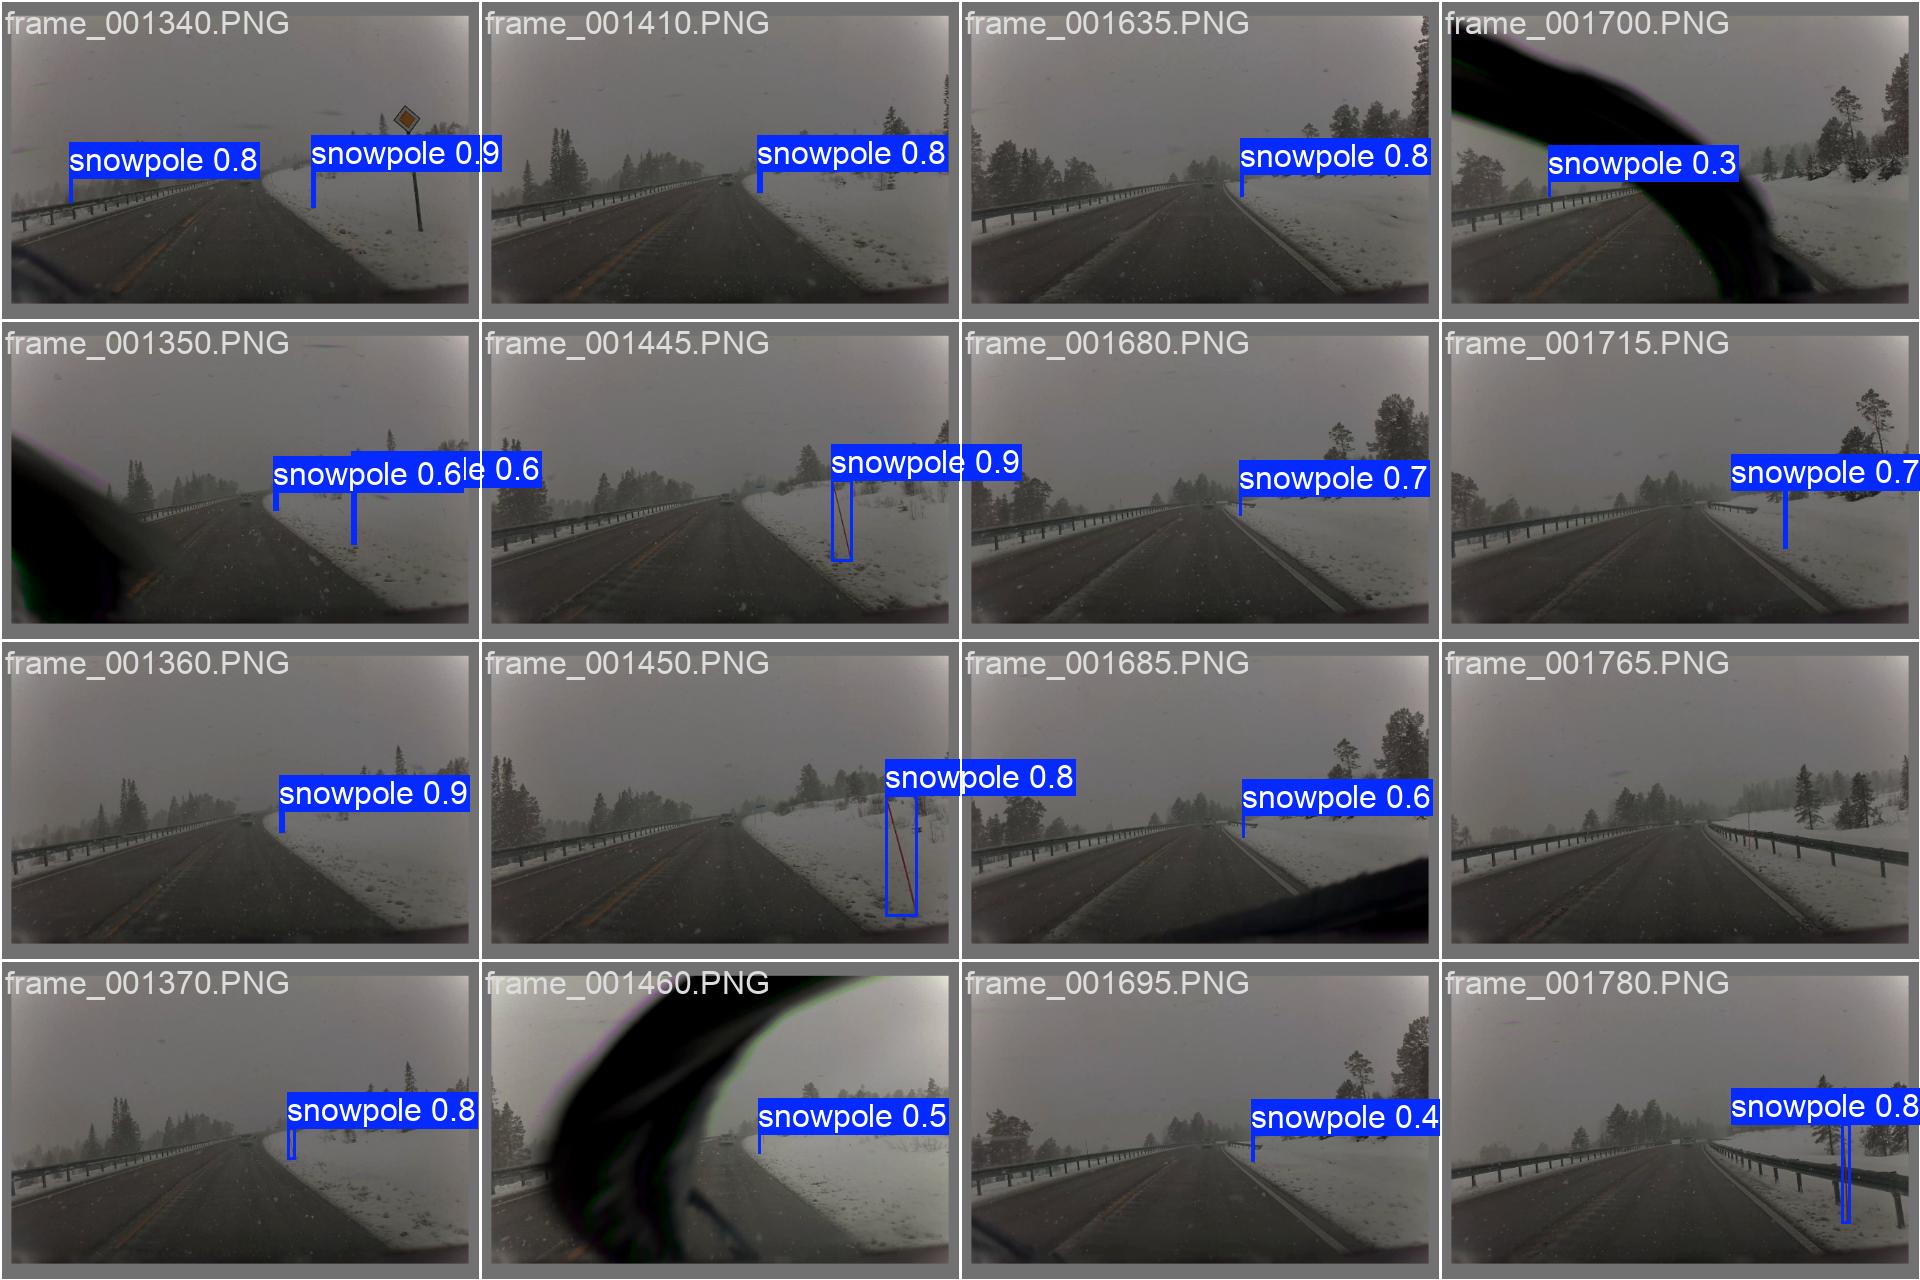 frame_001340.PNG
snowpole 0.8
snowpole 0.9
frame_001410.PNG
snowpole 0.8
frame_001635.PNG
snowpole 0.8
frame_001700.PNG
snowpole 0.3
frame_001350.PNG
snowpole 0.6
le 0.6
frame_001445.PNG
snowpole 0.9
frame_001680.PNG
snowpole 0.7
frame_001715.PNG
snowpole 0.7
frame_001360.PNG
snowpole 0.9
frame_001450.PNG
snowpole 0.8
frame_001685.PNG
snowpole 0.6
frame_001765.PNG
frame_001370.PNG
snowpole 0.8
frame_001460.PNG
snowpole 0.5
frame_001695.PNG
snowpole 0.4
frame_001780.PNG
snowpole 0.8